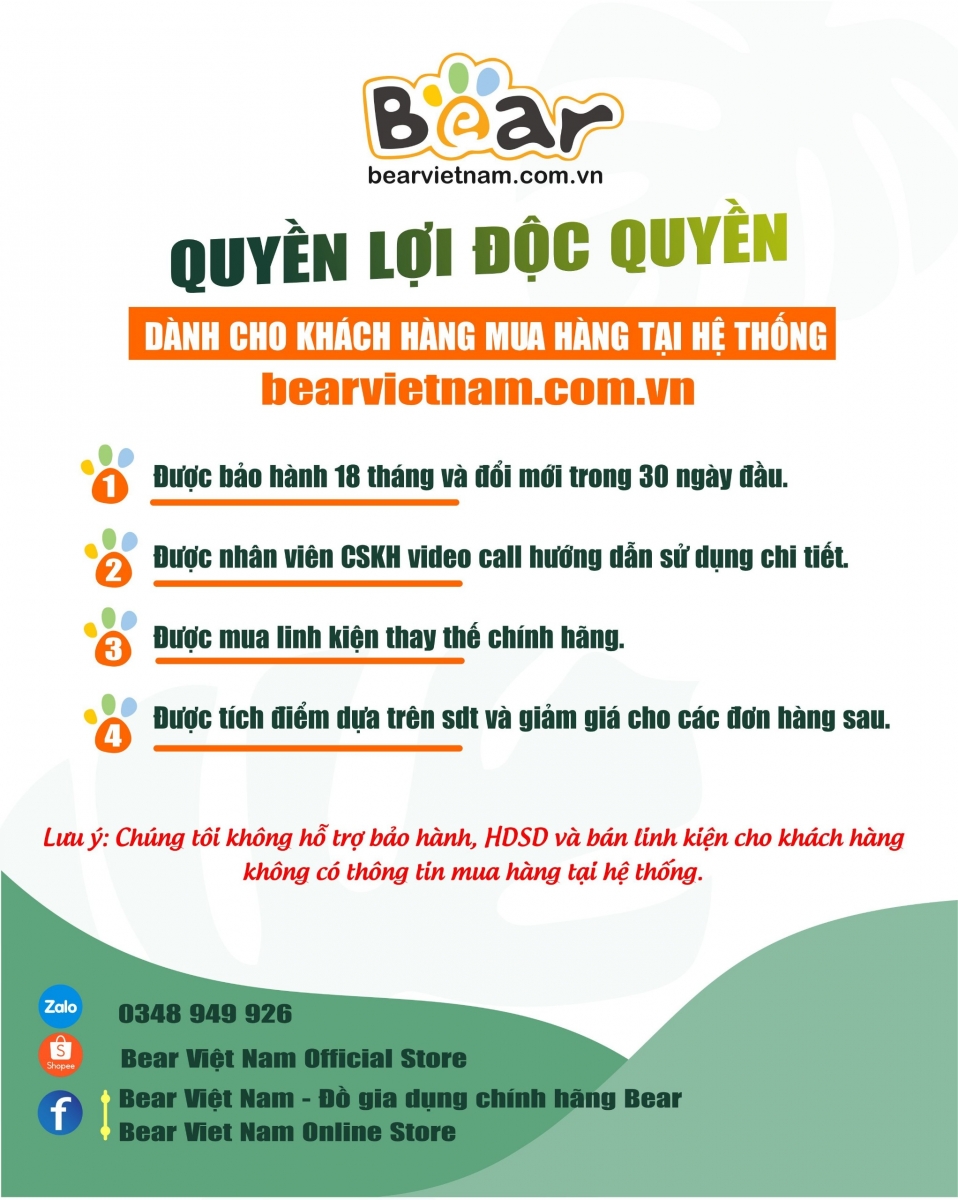 Bear
bearvietnam.com.vn
QUYỀN LỢI ĐỘC QUYỀN
DÀNH CHO KHÁCH HÀNG MUA HÀNG TẠI HỆ THỐNG
bearvietnam.com.vn
1 Được bảo hành 18 tháng và đổi mới trong 30 ngày đầu.
2 Được nhân viên CSKH video call hướng dẫn sử dụng chi tiết.
3 Được mua linh kiện thay thế chính hãng.
4 Được tích điểm dựa trên sdt và giảm giá cho các đơn hàng sau.
Lưu ý: Chúng tôi không hỗ trợ bảo hành, HDSD và bán linh kiện cho khách hàng
không có thông tin mua hàng tại hệ thống.
Zalo 0348 949 926
S Shopee Bear Việt Nam Official Store
f Bear Việt Nam - Đồ gia dụng chính hãng Bear
Bear Viet Nam Online Store